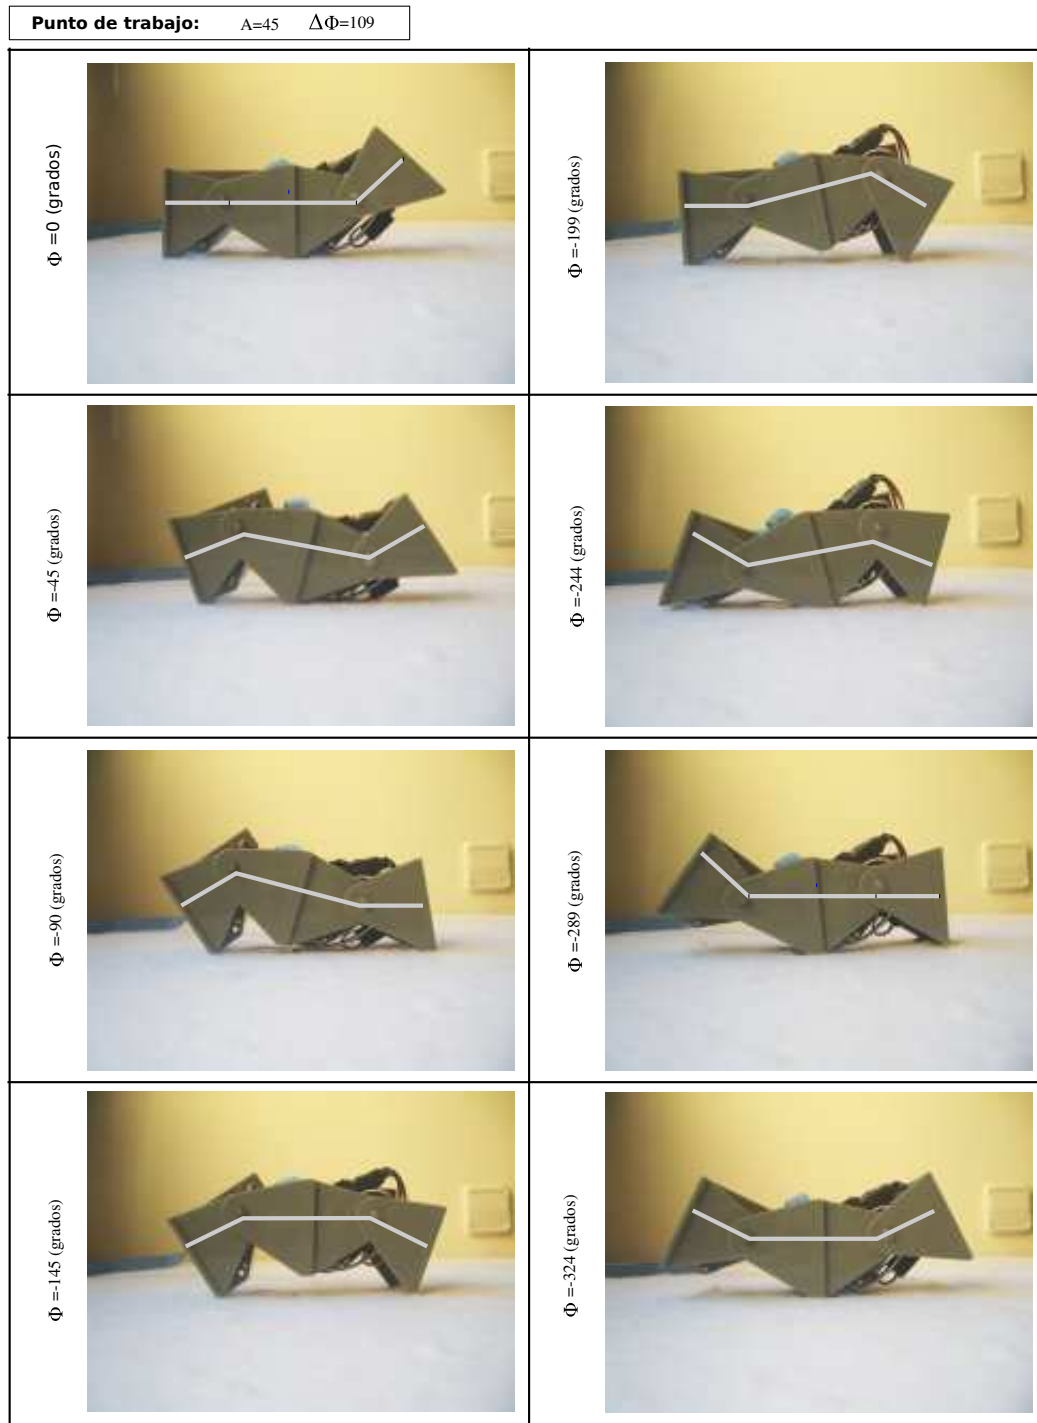 Punto de trabajo: A=45 ΔΦ=109
Φ =0 (grados)
Φ =-199 (grados)
Φ =-45 (grados)
Φ =-244 (grados)
Φ =-90 (grados)
Φ =-289 (grados)
Φ =-145 (grados)
Φ =-324 (grados)